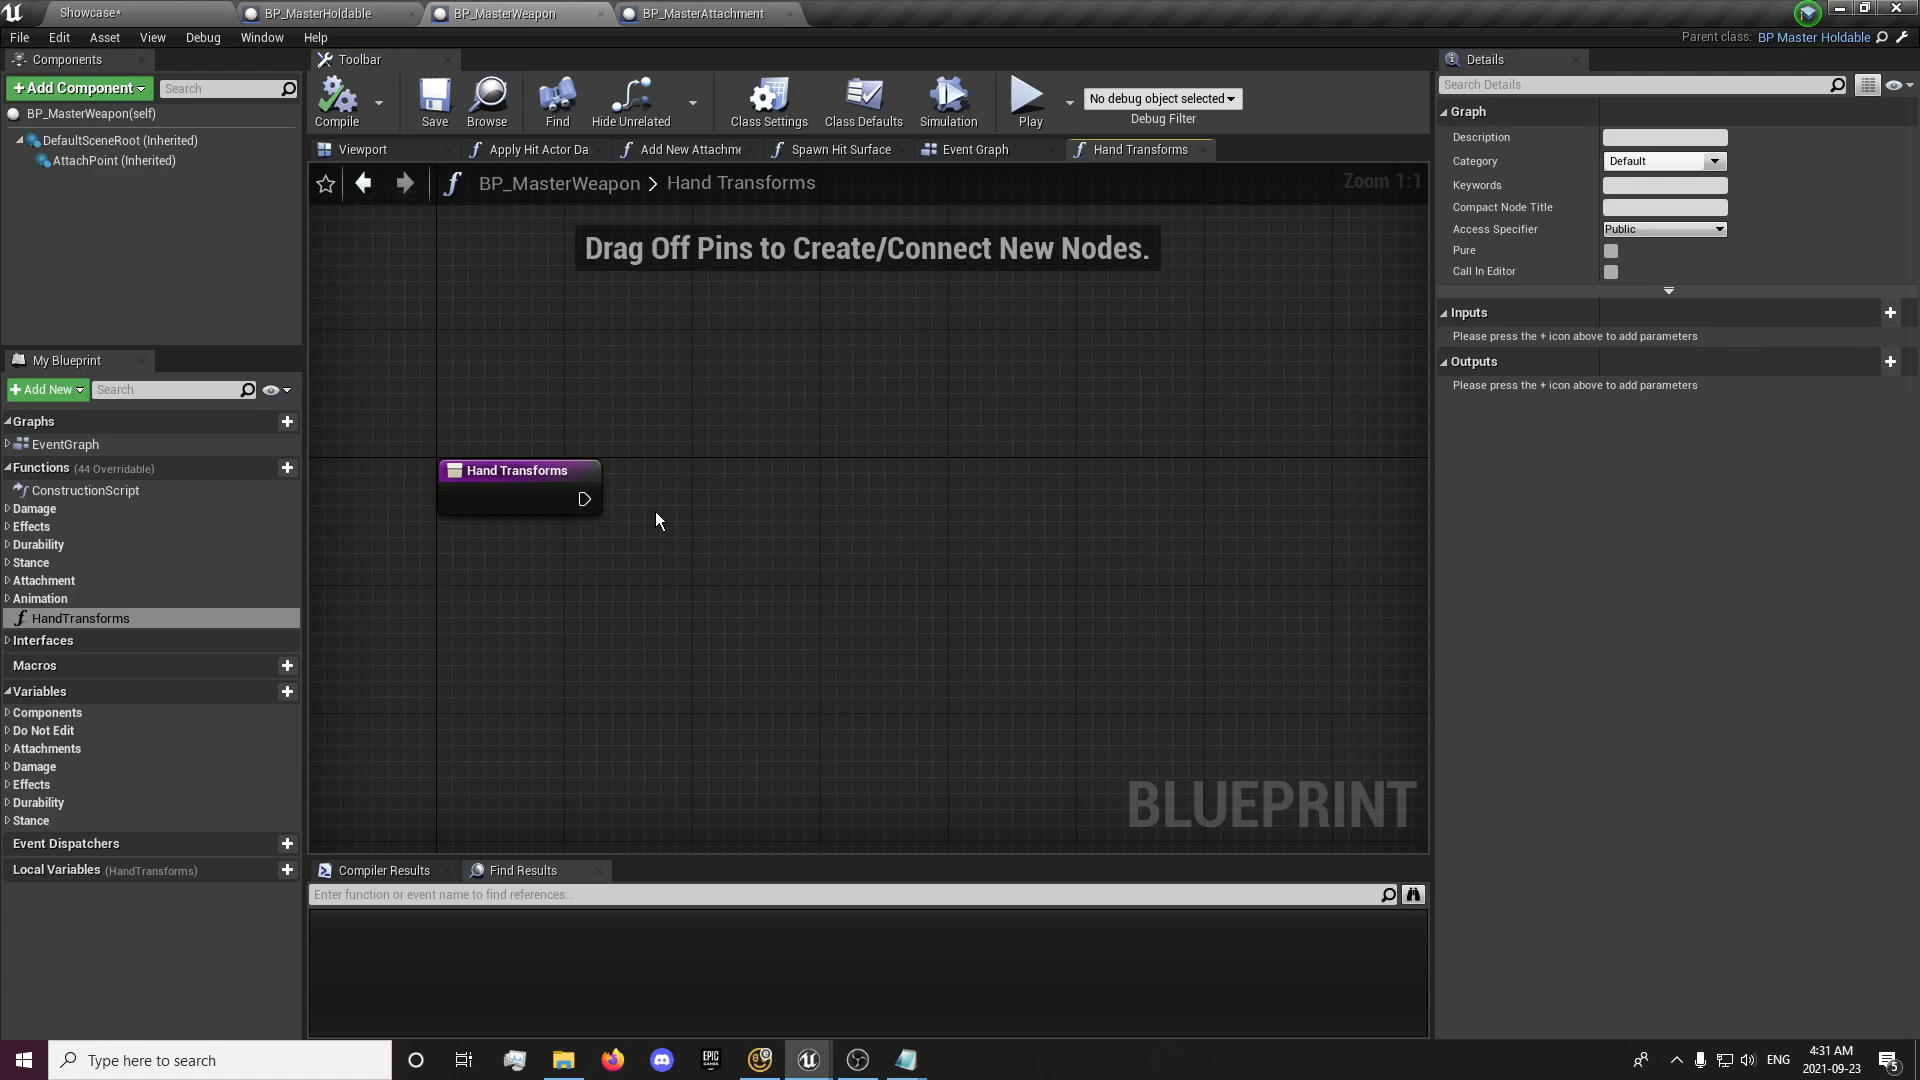 Showcase*
BP_MasterHoldable
BP_MasterWeapon
BP_MasterAttachment
File Edit Asset View Debug Window Help
Parent class: BP Master Holdable
Components
+Add Component
Search
BP_MasterWeapon(self)
DefaultSceneRoot (Inherited)
AttachPoint (Inherited)
Toolbar
Compile
Save
Browse
Find
Hide Unrelated
Class Settings
Class Defaults
Simulation
Play
No debug object selected
Debug Filter
Viewport
Apply Hit Actor Da
Add New Attachme
Spawn Hit Surface
Event Graph
Hand Transforms
BP_MasterWeapon > Hand Transforms
Zoom 1:1
Drag Off Pins to Create/Connect New Nodes.
Hand Transforms
BLUEPRINT
My Blueprint
+Add New
Search
Graphs
EventGraph
Functions (44 Overridable)
ConstructionScript
Damage
Effects
Durability
Stance
Attachment
Animation
HandTransforms
Interfaces
Macros
Variables
Components
Do Not Edit
Attachments
Damage
Effects
Durability
Stance
Event Dispatchers
Local Variables (HandTransforms)
Compiler Results
Find Results
Enter function or event name to find references...
Details
Search Details
Graph
Description
Category Default
Keywords
Compact Node Title
Access Specifier Public
Pure
Call In Editor
Inputs
Please press the + icon above to add parameters
Outputs
Please press the + icon above to add parameters
Type here to search
EPIC GAMES
ENG
4:31 AM
2021-09-23
5